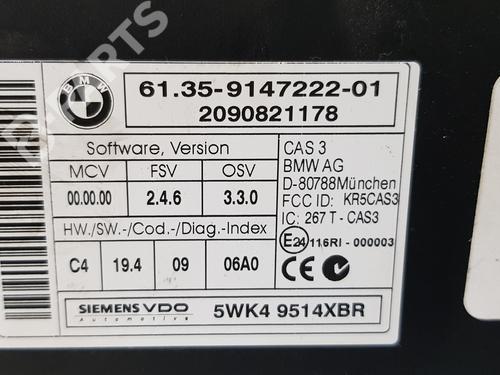 BMW
61.35-9147222-01
2090821178
Software, Version
MCV FSV OSV
00.00.00 2.4.6 3.3.0
HW./SW.-/Cod.-/Diag.-Index
C4 19.4 09 06A0
CAS 3
BMW AG
D-80788München
FCC ID: KR5CAS3
IC: 267 T - CAS3
E24 116RI - 000003
CE
SIEMENS VDO
Automotive
5WK4 9514XBR
PARTS